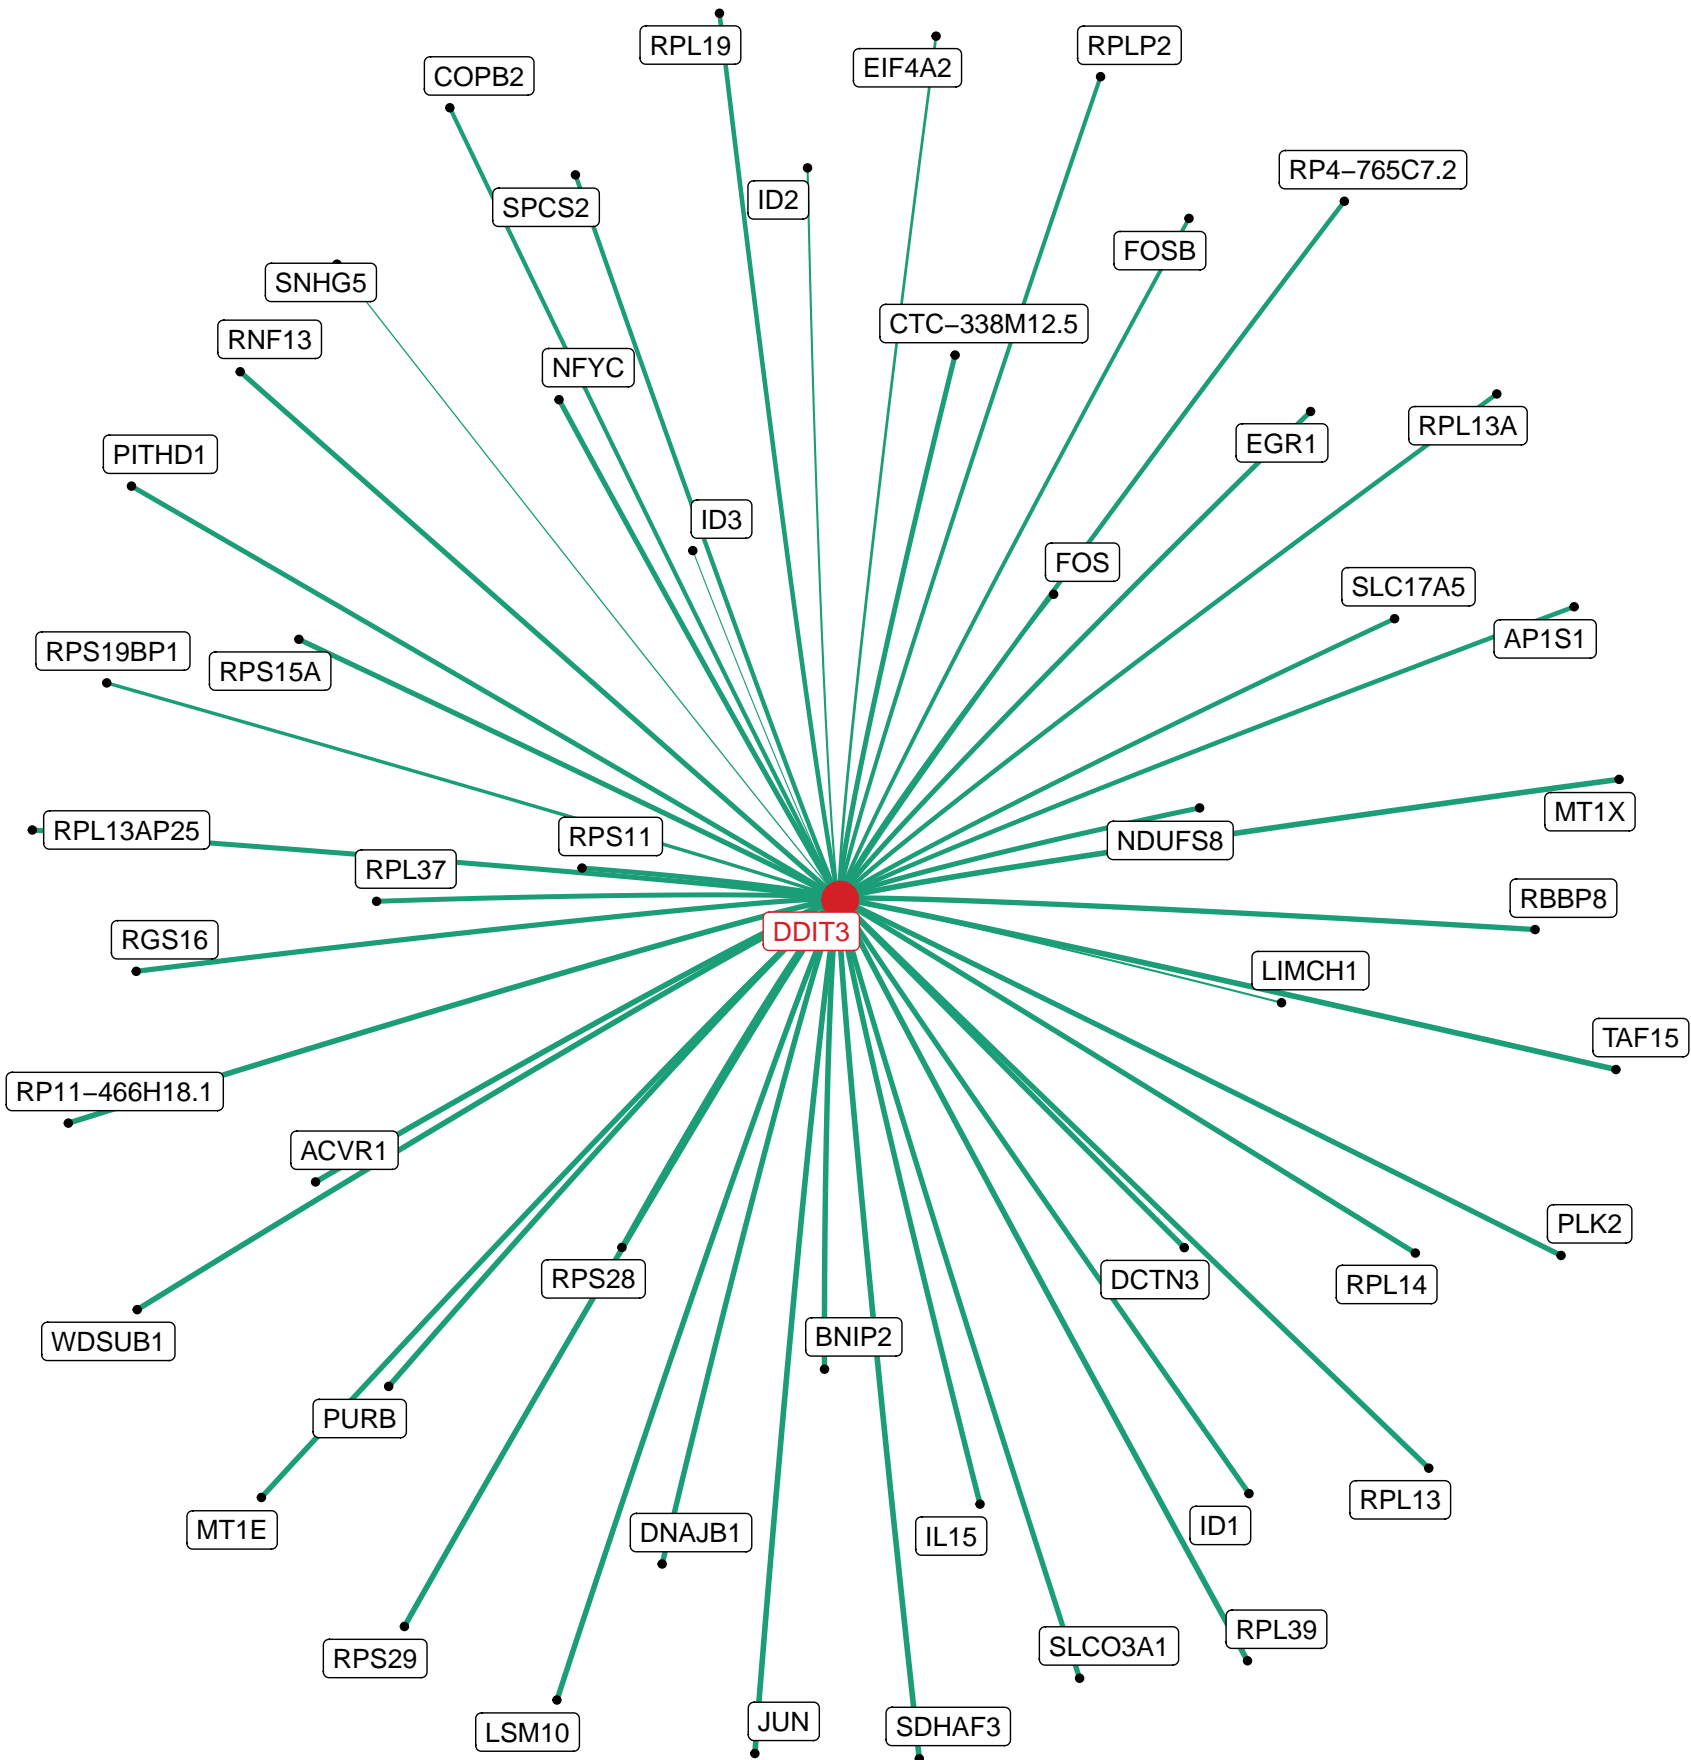 RPL19
RPLP2
EIF4A2
COPB2
RP4−765C7.2
ID2
SPCS2
FOSB
SNHG5
CTC−338M12.5
RNF13
NFYC
RPL13A
EGR1
PITHD1
ID3
FOS
SLC17A5
AP1S1
RPS19BP1
RPS15A
MT1X
RPL13AP25
RPS11
NDUFS8
RPL37
RBBP8
DDIT3
RGS16
LIMCH1
TAF15
RP11−466H18.1
ACVR1
PLK2
RPS28
DCTN3
RPL14
BNIP2
WDSUB1
PURB
RPL13
ID1
MT1E
DNAJB1
IL15
RPL39
SLCO3A1
RPS29
JUN
SDHAF3
LSM10